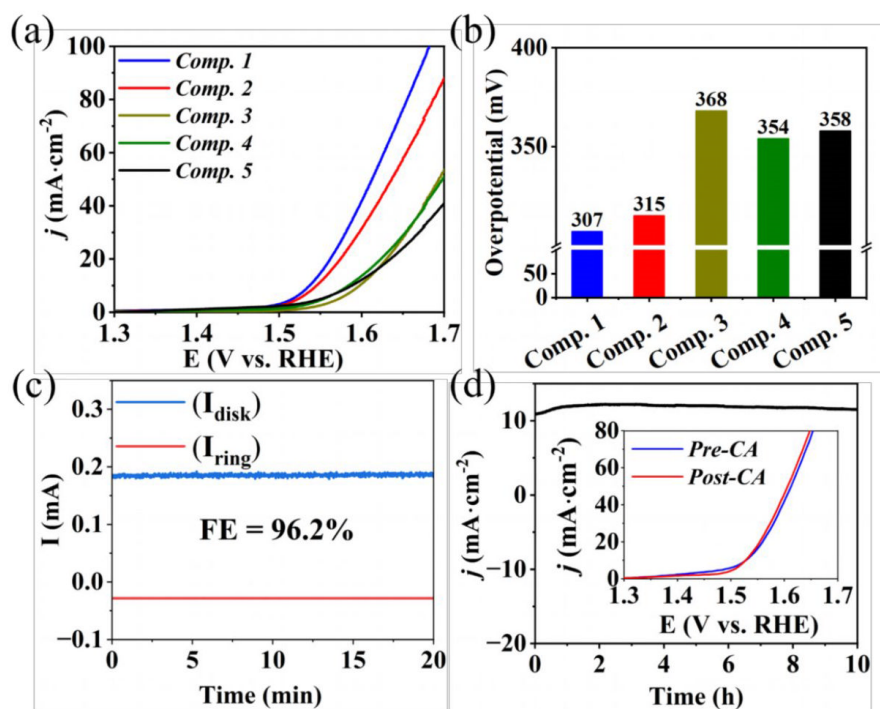 (a)
100
80
60
40
20
0
j (mA·cm⁻²)
Comp. 1
Comp. 2
Comp. 3
Comp. 4
Comp. 5
1.3 1.4 1.5 1.6 1.7
E (V vs. RHE)
(b)
400
350
50
0
Overpotential (mV)
307
315
368
354
358
Comp. 1 Comp. 2 Comp. 3 Comp. 4 Comp. 5
(c)
0.3
0.2
0.1
0.0
−0.1
I (mA)
(I_disk)
(I_ring)
FE = 96.2%
0 5 10 15 20
Time (min)
(d)
10
0
−10
−20
j (mA·cm⁻²)
80
60
40
20
0
j (mA·cm⁻²)
Pre-CA
Post-CA
1.3 1.4 1.5 1.6 1.7
E (V vs. RHE)
0 2 4 6 8 10
Time (h)